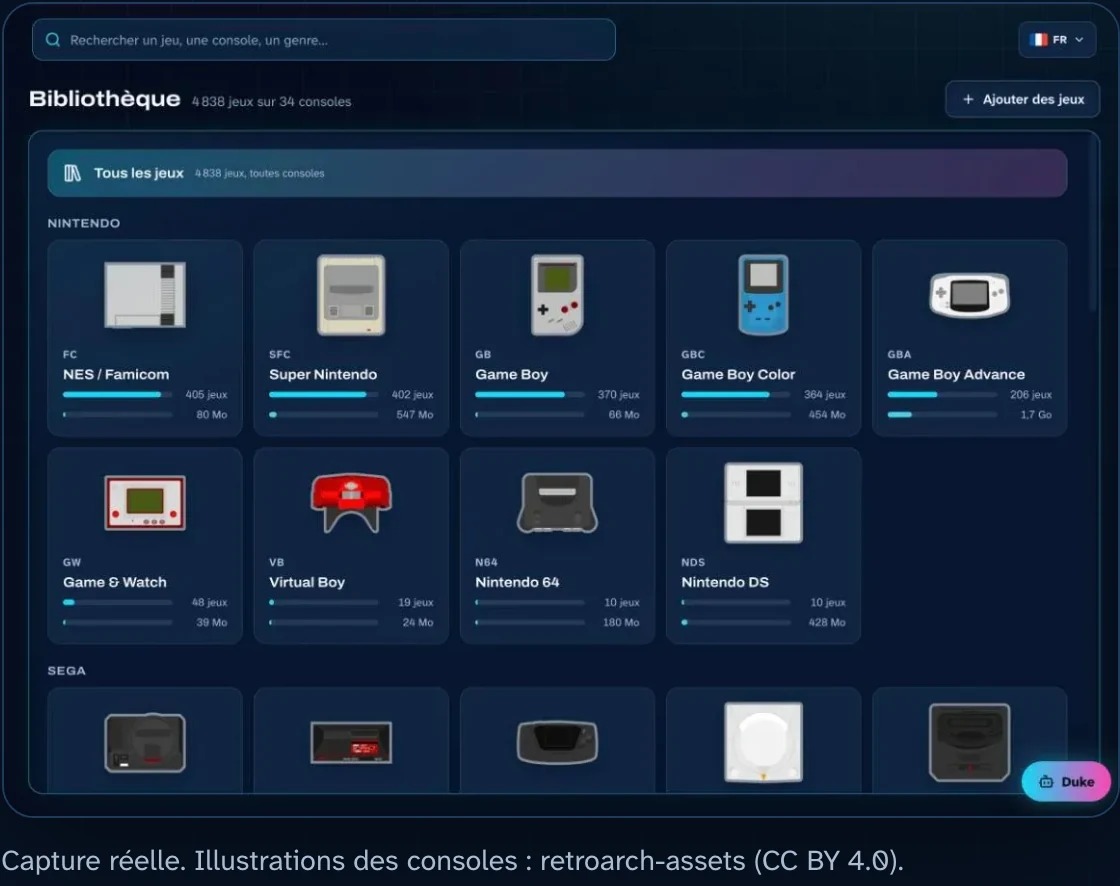 Rechercher un jeu, une console, un genre...
FR
Bibliothèque 4 838 jeux sur 34 consoles
+ Ajouter des jeux
Tous les jeux 4 838 jeux, toutes consoles
NINTENDO
FC
NES / Famicom
405 jeux
80 Mo
SFC
Super Nintendo
402 jeux
547 Mo
GB
Game Boy
370 jeux
66 Mo
GBC
Game Boy Color
364 jeux
454 Mo
GBA
Game Boy Advance
206 jeux
1,7 Go
GW
Game & Watch
48 jeux
39 Mo
VB
Virtual Boy
19 jeux
24 Mo
N64
Nintendo 64
10 jeux
180 Mo
NDS
Nintendo DS
10 jeux
428 Mo
SEGA
Duke
Capture réelle. Illustrations des consoles : retroarch-assets (CC BY 4.0).